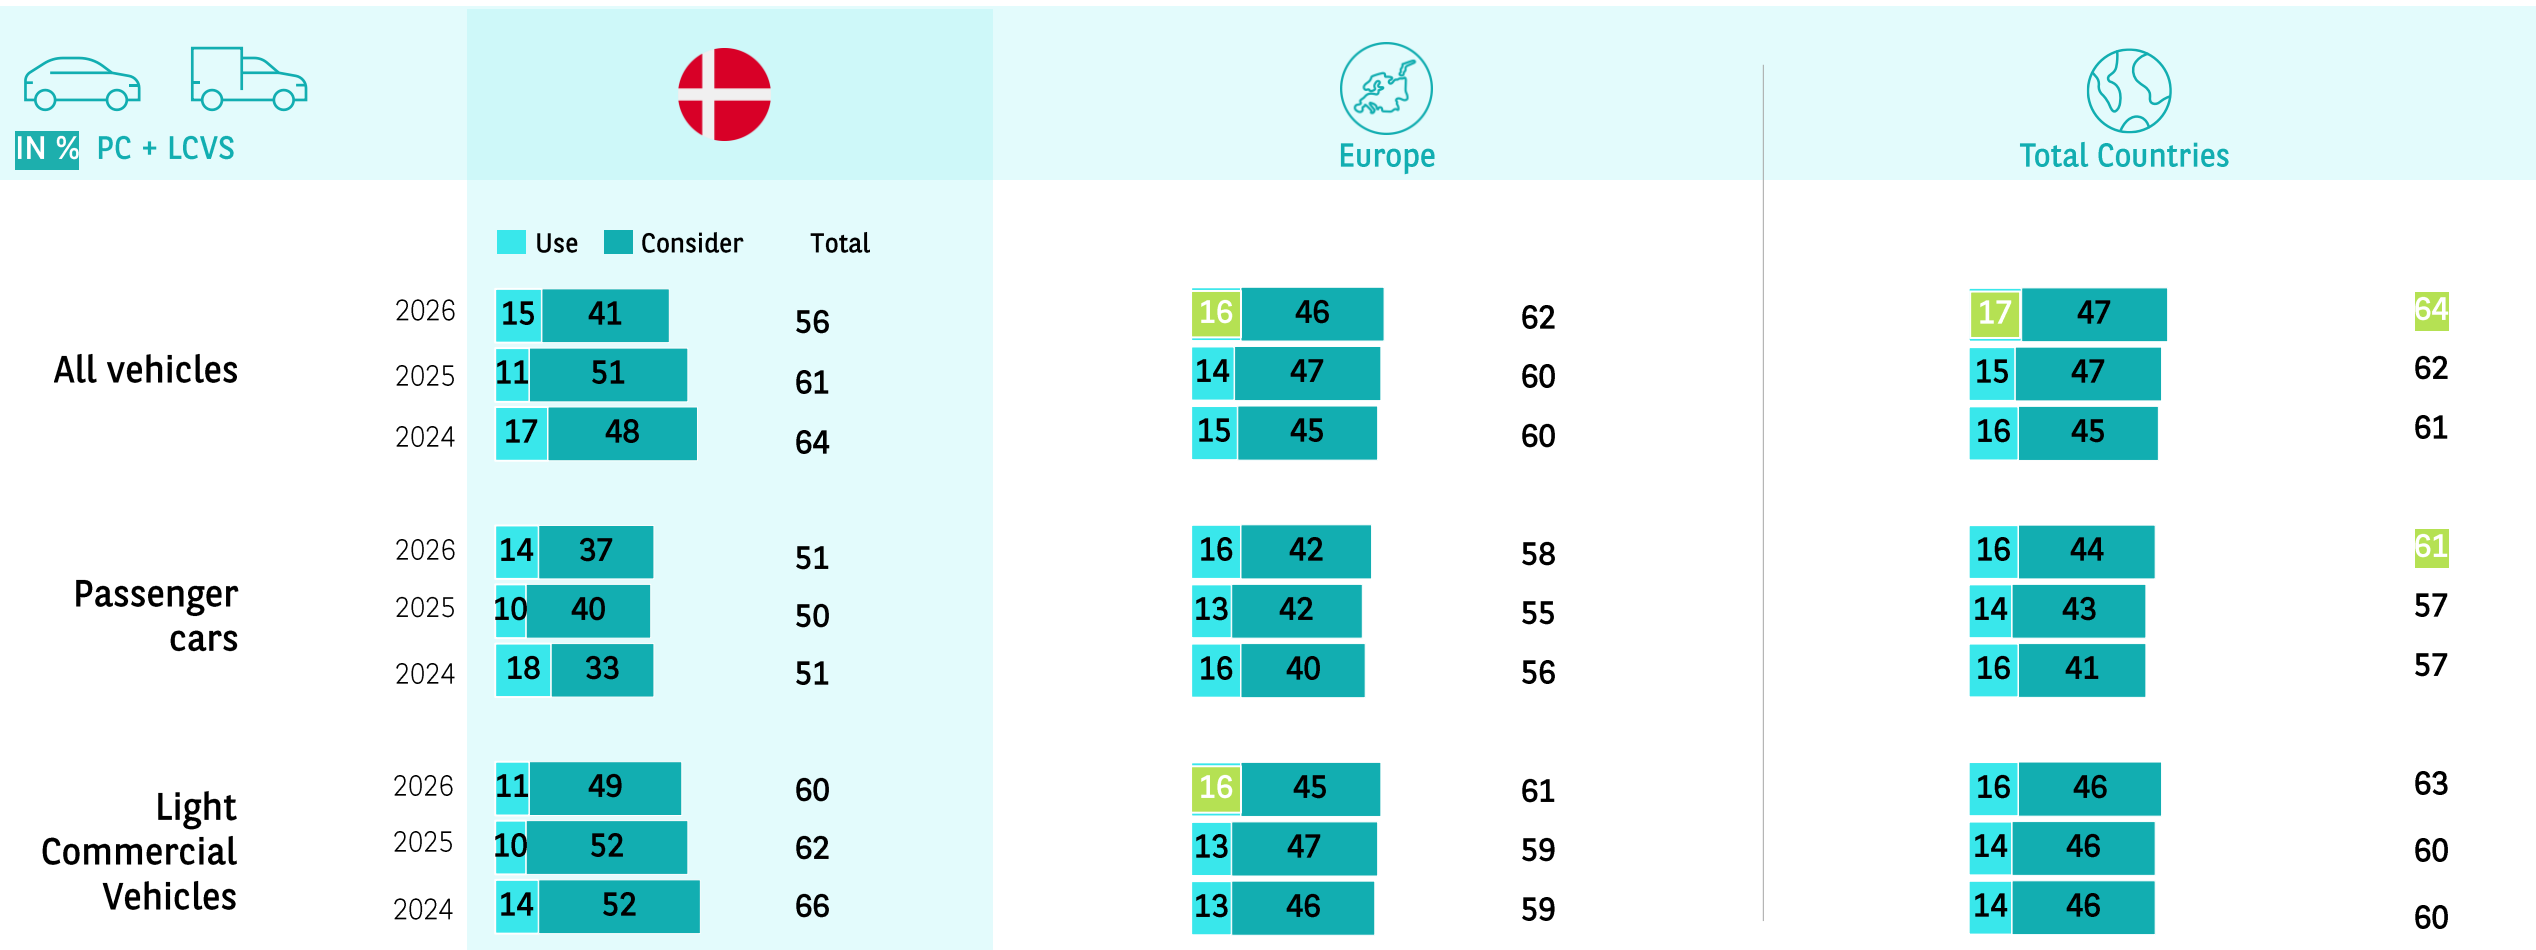 IN % PC + LCVS
Europe
Total Countries
Use Consider Total
All vehicles
2026 15 41 56 16 46 62 17 47 64
2025 11 51 61 14 47 60 15 47 62
2024 17 48 64 15 45 60 16 45 61
Passenger
cars
2026 14 37 51 16 42 58 16 44 61
2025 10 40 50 13 42 55 14 43 57
2024 18 33 51 16 40 56 16 41 57
Light
Commercial
Vehicles
2026 11 49 60 16 45 61 16 46 63
2025 10 52 62 13 47 59 14 46 60
2024 14 52 66 13 46 59 14 46 60